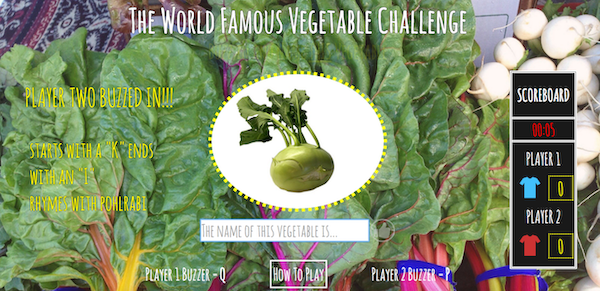 The World Famous Vegetable Challenge
PLAYER TWO BUZZED IN!!!
STARTS WITH A "K" ENDS
WITH AN "I"
RHYMES WITH POHLRABI
The name of this vegetable is...
Player 1 Buzzer - Q
How To Play
Player 2 Buzzer - P
SCOREBOARD
00:05
PLAYER 1
0
PLAYER 2
0